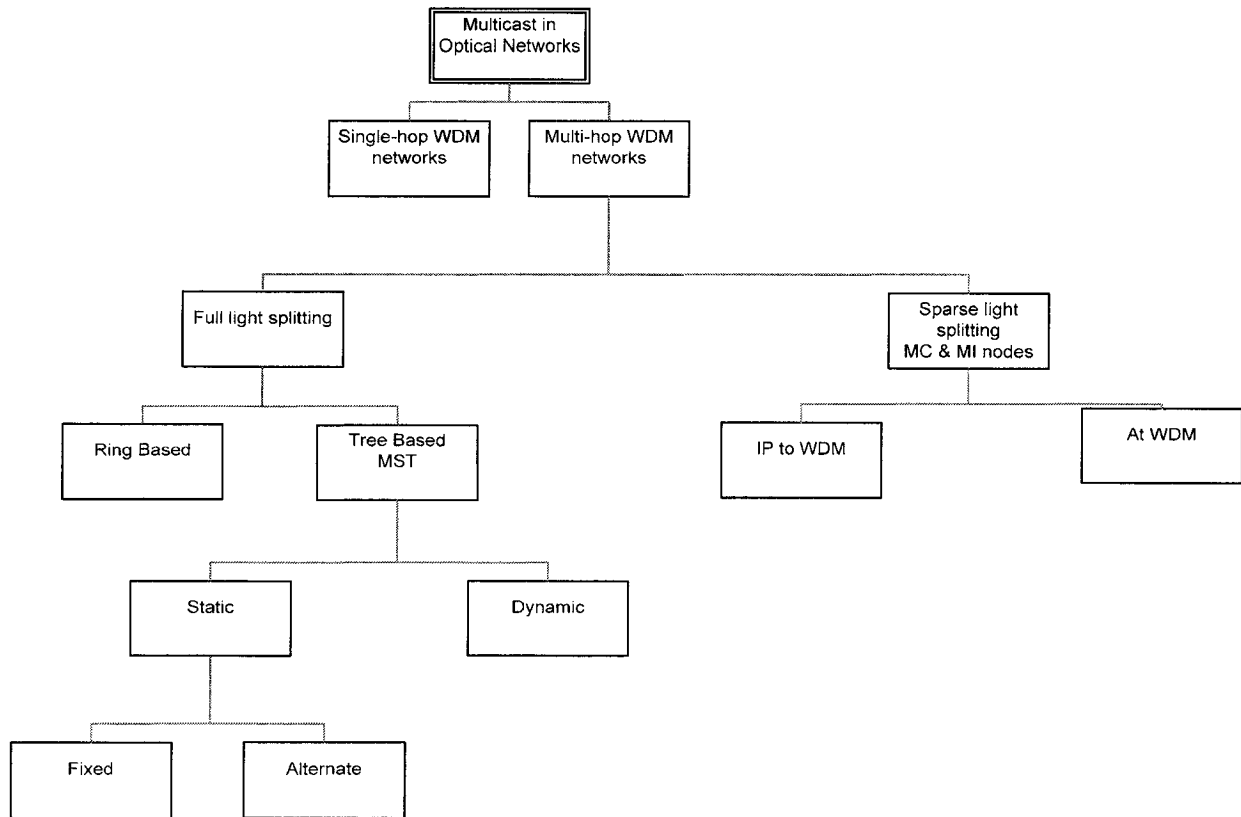 Multicast in
Optical Networks
Single-hop WDM
networks
Multi-hop WDM
networks
Full light splitting
Sparse light
splitting
MC & MI nodes
Ring Based
Tree Based
MST
IP to WDM
At WDM
Static
Dynamic
Fixed
Alternate